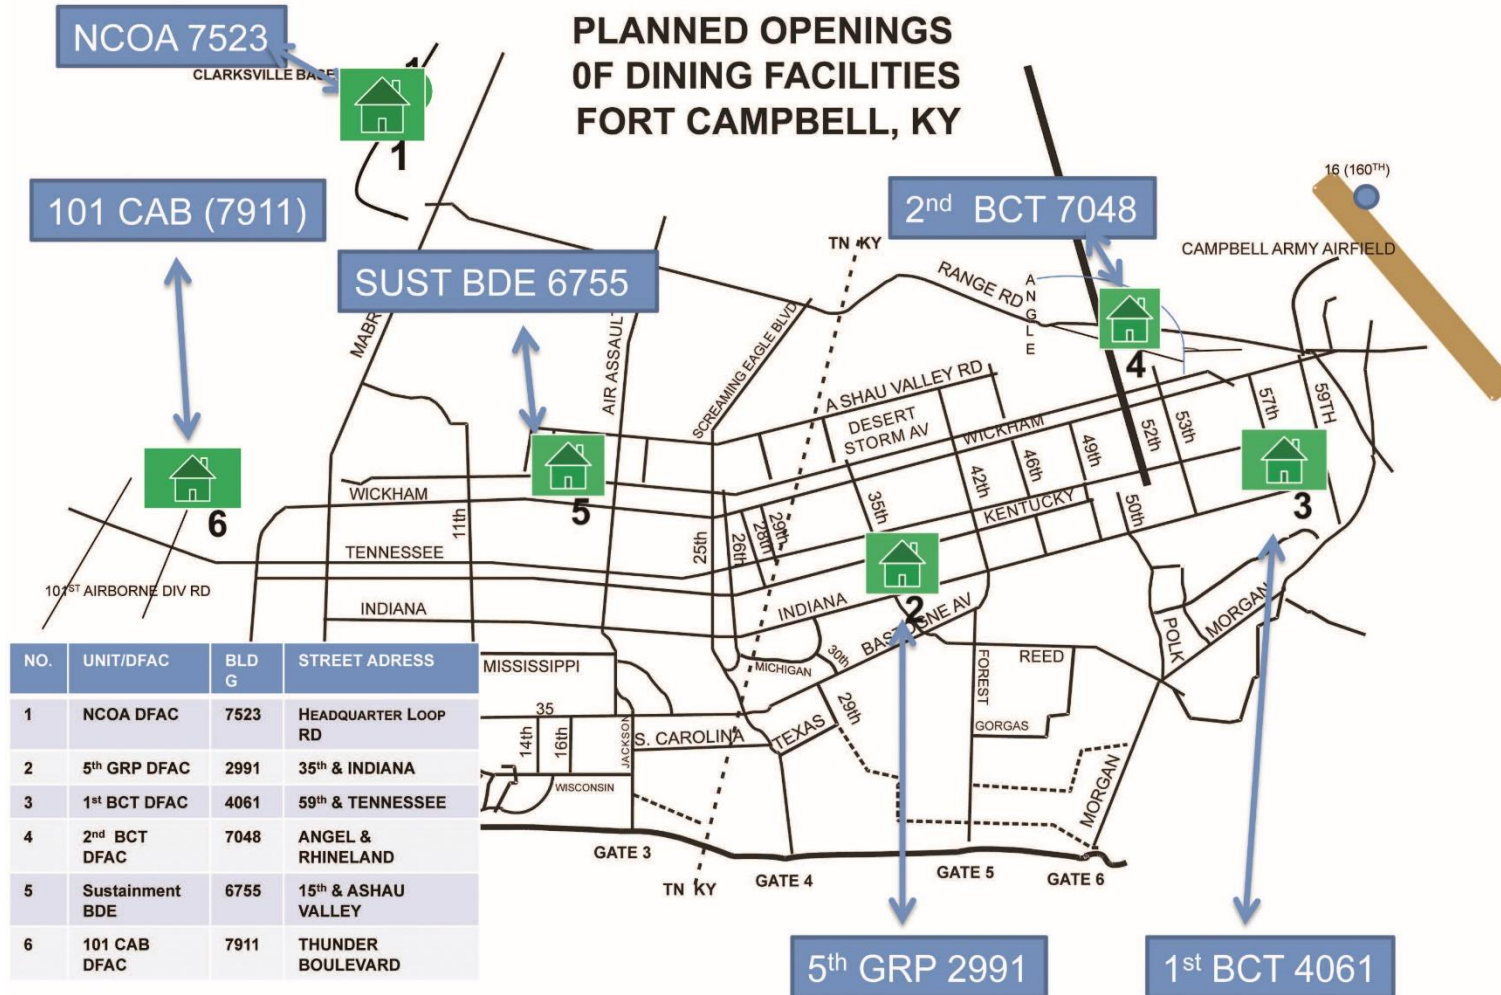 PLANNED OPENINGS
0F DINING FACILITIES
FORT CAMPBELL, KY
NCOA 7523
CLARKSVILLE BASE
1
1
101 CAB (7911)
SUST BDE 6755
2nd BCT 7048
16 (160TH)
CAMPBELL ARMY AIRFIELD
TN KY
RANGE RD
ANGLE
4
MABR
AIR ASSAULT
SCREAMING EAGLE BLVD
A SHAU VALLEY RD
DESERT
STORM AV
WICKHAM
35th
42th
46th
49th
52th
53th
57th
59TH
KENTUCKY
50th
3
6
5
WICKHAM
11th
TENNESSEE
25th
26th
28th
29th
101ST AIRBORNE DIV RD
INDIANA
INDIANA
2
BASTOGNE AV
MICHIGAN
30th
FOREST
REED
POLK
MORGAN
MISSISSIPPI
35
14th
16th
JACKSON
S. CAROLINA
TEXAS
29th
GORGAS
WISCONSIN
MORGAN
GATE 3
TN KY
GATE 4
GATE 5
GATE 6
5th GRP 2991
1st BCT 4061
NO. UNIT/DFAC BLD STREET ADRESS
G
1 NCOA DFAC 7523 HEADQUARTER LOOP
RD
2 5th GRP DFAC 2991 35th & INDIANA
3 1st BCT DFAC 4061 59th & TENNESSEE
4 2nd BCT 7048 ANGEL &
DFAC RHINELAND
5 Sustainment 6755 15th & ASHAU
BDE VALLEY
6 101 CAB 7911 THUNDER
DFAC BOULEVARD